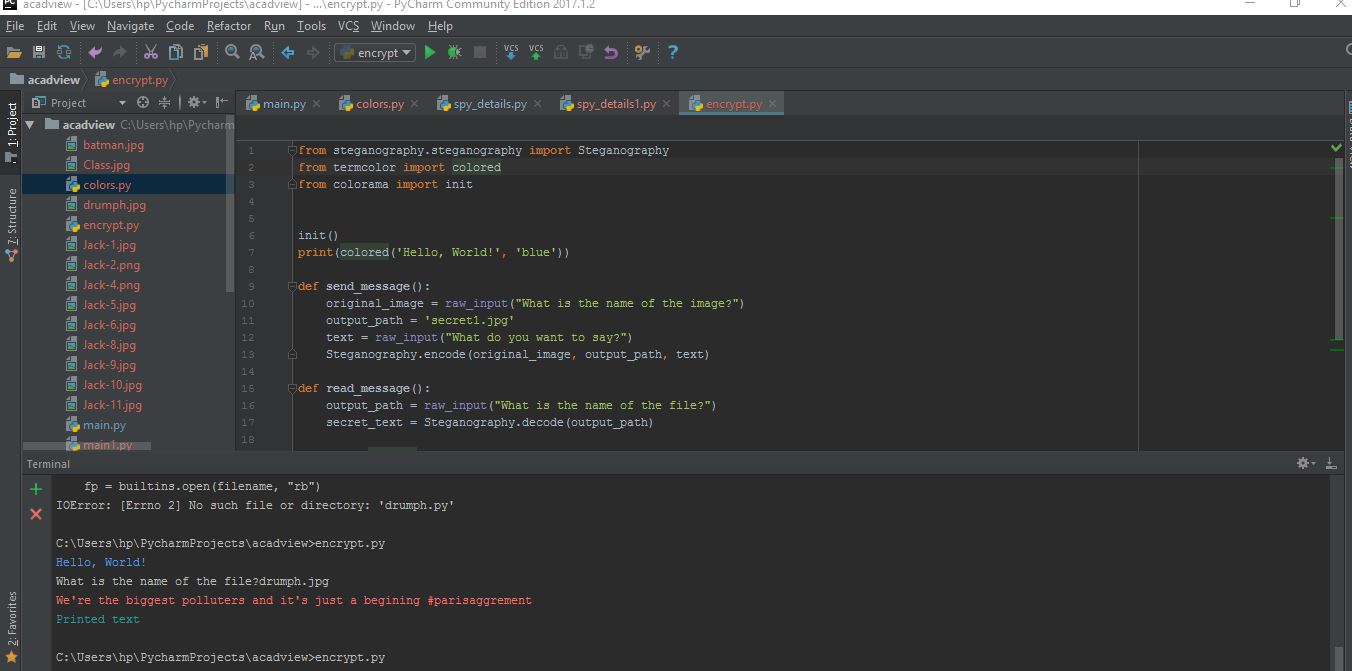 acadview - [C:\Users\hp\PycharmProjects\acadview] - ...\encrypt.py - PyCharm Community Edition 2017.1.2
File Edit View Navigate Code Refactor Run Tools VCS Window Help
encrypt VCS VCS ?
acadview encrypt.py
Project main.py colors.py spy_details.py spy_details1.py encrypt.py
1: Project
7: Structure
2: Favorites
acadview C:\Users\hp\Pycharm
batman.jpg
Class.jpg
colors.py
drumph.jpg
encrypt.py
Jack-1.jpg
Jack-2.png
Jack-4.png
Jack-5.jpg
Jack-6.jpg
Jack-8.jpg
Jack-9.jpg
Jack-10.jpg
Jack-11.jpg
main.py
main1.py
1 from steganography.steganography import Steganography
2 from termcolor import colored
3 from colorama import init
4
5
6 init()
7 print(colored('Hello, World!', 'blue'))
8
9 def send_message():
10 original_image = raw_input("What is the name of the image?")
11 output_path = 'secret1.jpg'
12 text = raw_input("What do you want to say?")
13 Steganography.encode(original_image, output_path, text)
14
15 def read_message():
16 output_path = raw_input("What is the name of the file?")
17 secret_text = Steganography.decode(output_path)
18
Terminal
fp = builtins.open(filename, "rb")
IOError: [Errno 2] No such file or directory: 'drumph.py'
C:\Users\hp\PycharmProjects\acadview>encrypt.py
Hello, World!
What is the name of the file?drumph.jpg
We're the biggest polluters and it's just a begining #parisaggrement
Printed text
C:\Users\hp\PycharmProjects\acadview>encrypt.py